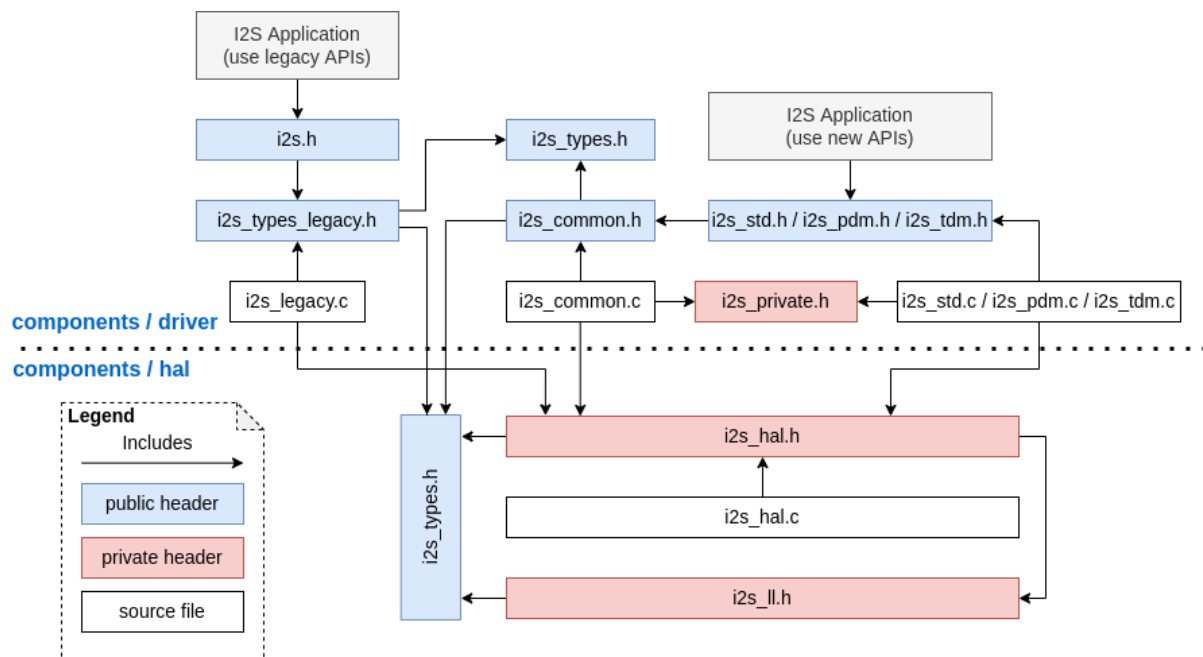 I2S Application
(use legacy APIs)
i2s.h
i2s_types.h
I2S Application
(use new APIs)
i2s_types_legacy.h
i2s_common.h
i2s_std.h / i2s_pdm.h / i2s_tdm.h
i2s_legacy.c
i2s_common.c
i2s_private.h
i2s_std.c / i2s_pdm.c / i2s_tdm.c
components / driver
components / hal
Legend
Includes
public header
private header
source file
i2s_types.h
i2s_hal.h
i2s_hal.c
i2s_ll.h